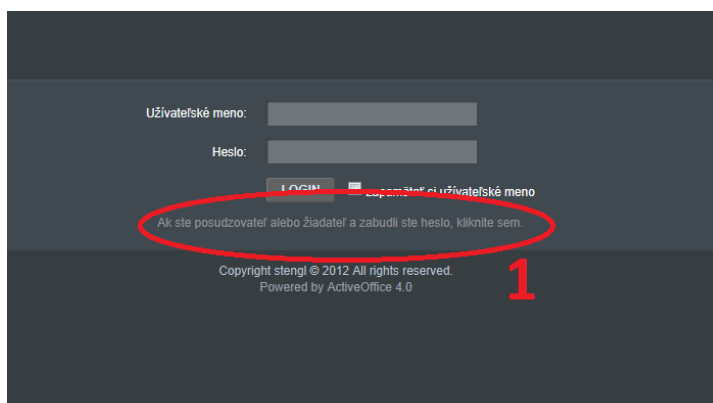 Užívateľské meno:
Heslo:
LOGIN Zapamätať si užívateľské meno
Ak ste posudzovateľ alebo žiadateľ a zabudli ste heslo, kliknite sem.
Copyright stengl © 2012 All rights reserved.
Powered by ActiveOffice 4.0
1